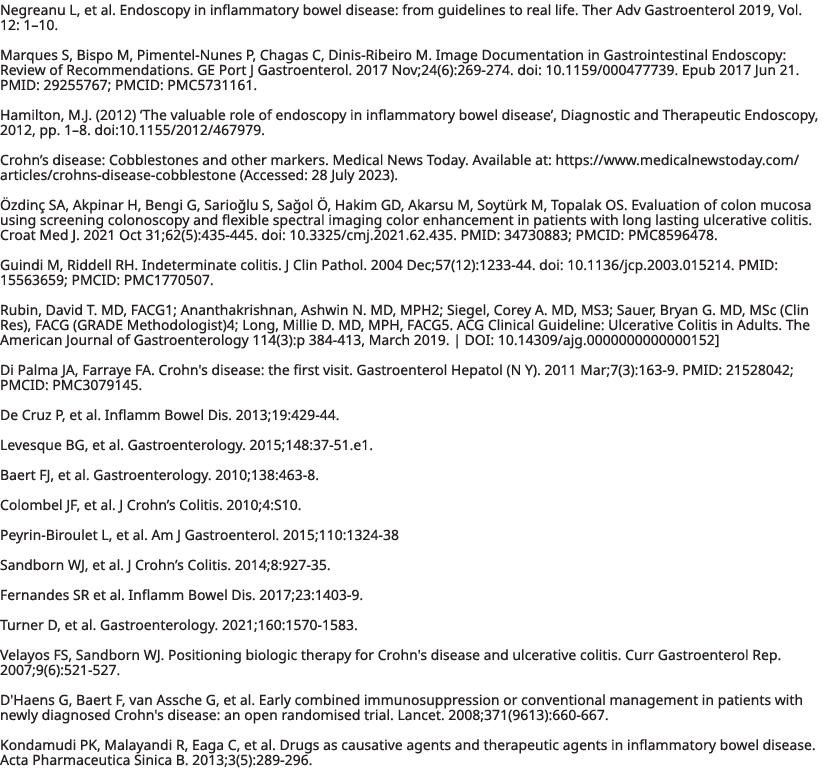 Negreanu L, et al. Endoscopy in inflammatory bowel disease: from guidelines to real life. Ther Adv Gastroenterol 2019, Vol.
12: 1–10.
Marques S, Bispo M, Pimentel-Nunes P, Chagas C, Dinis-Ribeiro M. Image Documentation in Gastrointestinal Endoscopy:
Review of Recommendations. GE Port J Gastroenterol. 2017 Nov;24(6):269-274. doi: 10.1159/000477739. Epub 2017 Jun 21.
PMID: 29255767; PMCID: PMC5731161.
Hamilton, M.J. (2012) ‘The valuable role of endoscopy in inflammatory bowel disease’, Diagnostic and Therapeutic Endoscopy,
2012, pp. 1–8. doi:10.1155/2012/467979.
Crohn’s disease: Cobblestones and other markers. Medical News Today. Available at: https://www.medicalnewstoday.com/
articles/crohns-disease-cobblestone (Accessed: 28 July 2023).
Özdinç SA, Akpinar H, Bengi G, Sarioğlu S, Sağol Ö, Hakim GD, Akarsu M, Soytürk M, Topalak OS. Evaluation of colon mucosa
using screening colonoscopy and flexible spectral imaging color enhancement in patients with long lasting ulcerative colitis.
Croat Med J. 2021 Oct 31;62(5):435-445. doi: 10.3325/cmj.2021.62.435. PMID: 34730883; PMCID: PMC8596478.
Guindi M, Riddell RH. Indeterminate colitis. J Clin Pathol. 2004 Dec;57(12):1233-44. doi: 10.1136/jcp.2003.015214. PMID:
15563659; PMCID: PMC1770507.
Rubin, David T. MD, FACG1; Ananthakrishnan, Ashwin N. MD, MPH2; Siegel, Corey A. MD, MS3; Sauer, Bryan G. MD, MSc (Clin
Res), FACG (GRADE Methodologist)4; Long, Millie D. MD, MPH, FACG5. ACG Clinical Guideline: Ulcerative Colitis in Adults. The
American Journal of Gastroenterology 114(3):p 384-413, March 2019. | DOI: 10.14309/ajg.0000000000000152]
Di Palma JA, Farraye FA. Crohn's disease: the first visit. Gastroenterol Hepatol (N Y). 2011 Mar;7(3):163-9. PMID: 21528042;
PMCID: PMC3079145.
De Cruz P, et al. Inflamm Bowel Dis. 2013;19:429-44.
Levesque BG, et al. Gastroenterology. 2015;148:37-51.e1.
Baert FJ, et al. Gastroenterology. 2010;138:463-8.
Colombel JF, et al. J Crohn’s Colitis. 2010;4:S10.
Peyrin-Biroulet L, et al. Am J Gastroenterol. 2015;110:1324-38
Sandborn WJ, et al. J Crohn’s Colitis. 2014;8:927-35.
Fernandes SR et al. Inflamm Bowel Dis. 2017;23:1403-9.
Turner D, et al. Gastroenterology. 2021;160:1570-1583.
Velayos FS, Sandborn WJ. Positioning biologic therapy for Crohn's disease and ulcerative colitis. Curr Gastroenterol Rep.
2007;9(6):521-527.
D'Haens G, Baert F, van Assche G, et al. Early combined immunosuppression or conventional management in patients with
newly diagnosed Crohn's disease: an open randomised trial. Lancet. 2008;371(9613):660-667.
Kondamudi PK, Malayandi R, Eaga C, et al. Drugs as causative agents and therapeutic agents in inflammatory bowel disease.
Acta Pharmaceutica Sinica B. 2013;3(5):289-296.